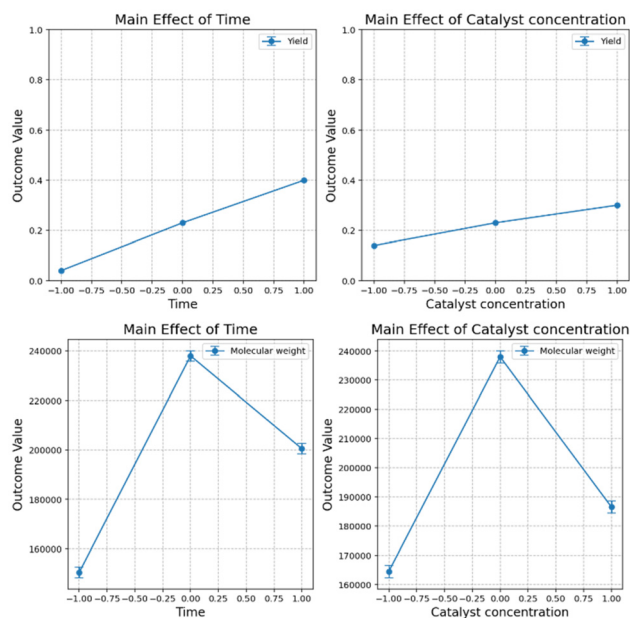 Main Effect of Time
Yield
Outcome Value
1.0
0.8
0.6
0.4
0.2
0.0
−1.00 −0.75 −0.50 −0.25 0.00 0.25 0.50 0.75 1.00
Time
Main Effect of Catalyst concentration
Yield
Outcome Value
1.0
0.8
0.6
0.4
0.2
0.0
−1.00 −0.75 −0.50 −0.25 0.00 0.25 0.50 0.75 1.00
Catalyst concentration
Main Effect of Time
Molecular weight
Outcome Value
240000
220000
200000
180000
160000
−1.00 −0.75 −0.50 −0.25 0.00 0.25 0.50 0.75 1.00
Time
Main Effect of Catalyst concentration
Molecular weight
Outcome Value
240000
230000
220000
210000
200000
190000
180000
170000
160000
−1.00 −0.75 −0.50 −0.25 0.00 0.25 0.50 0.75 1.00
Catalyst concentration